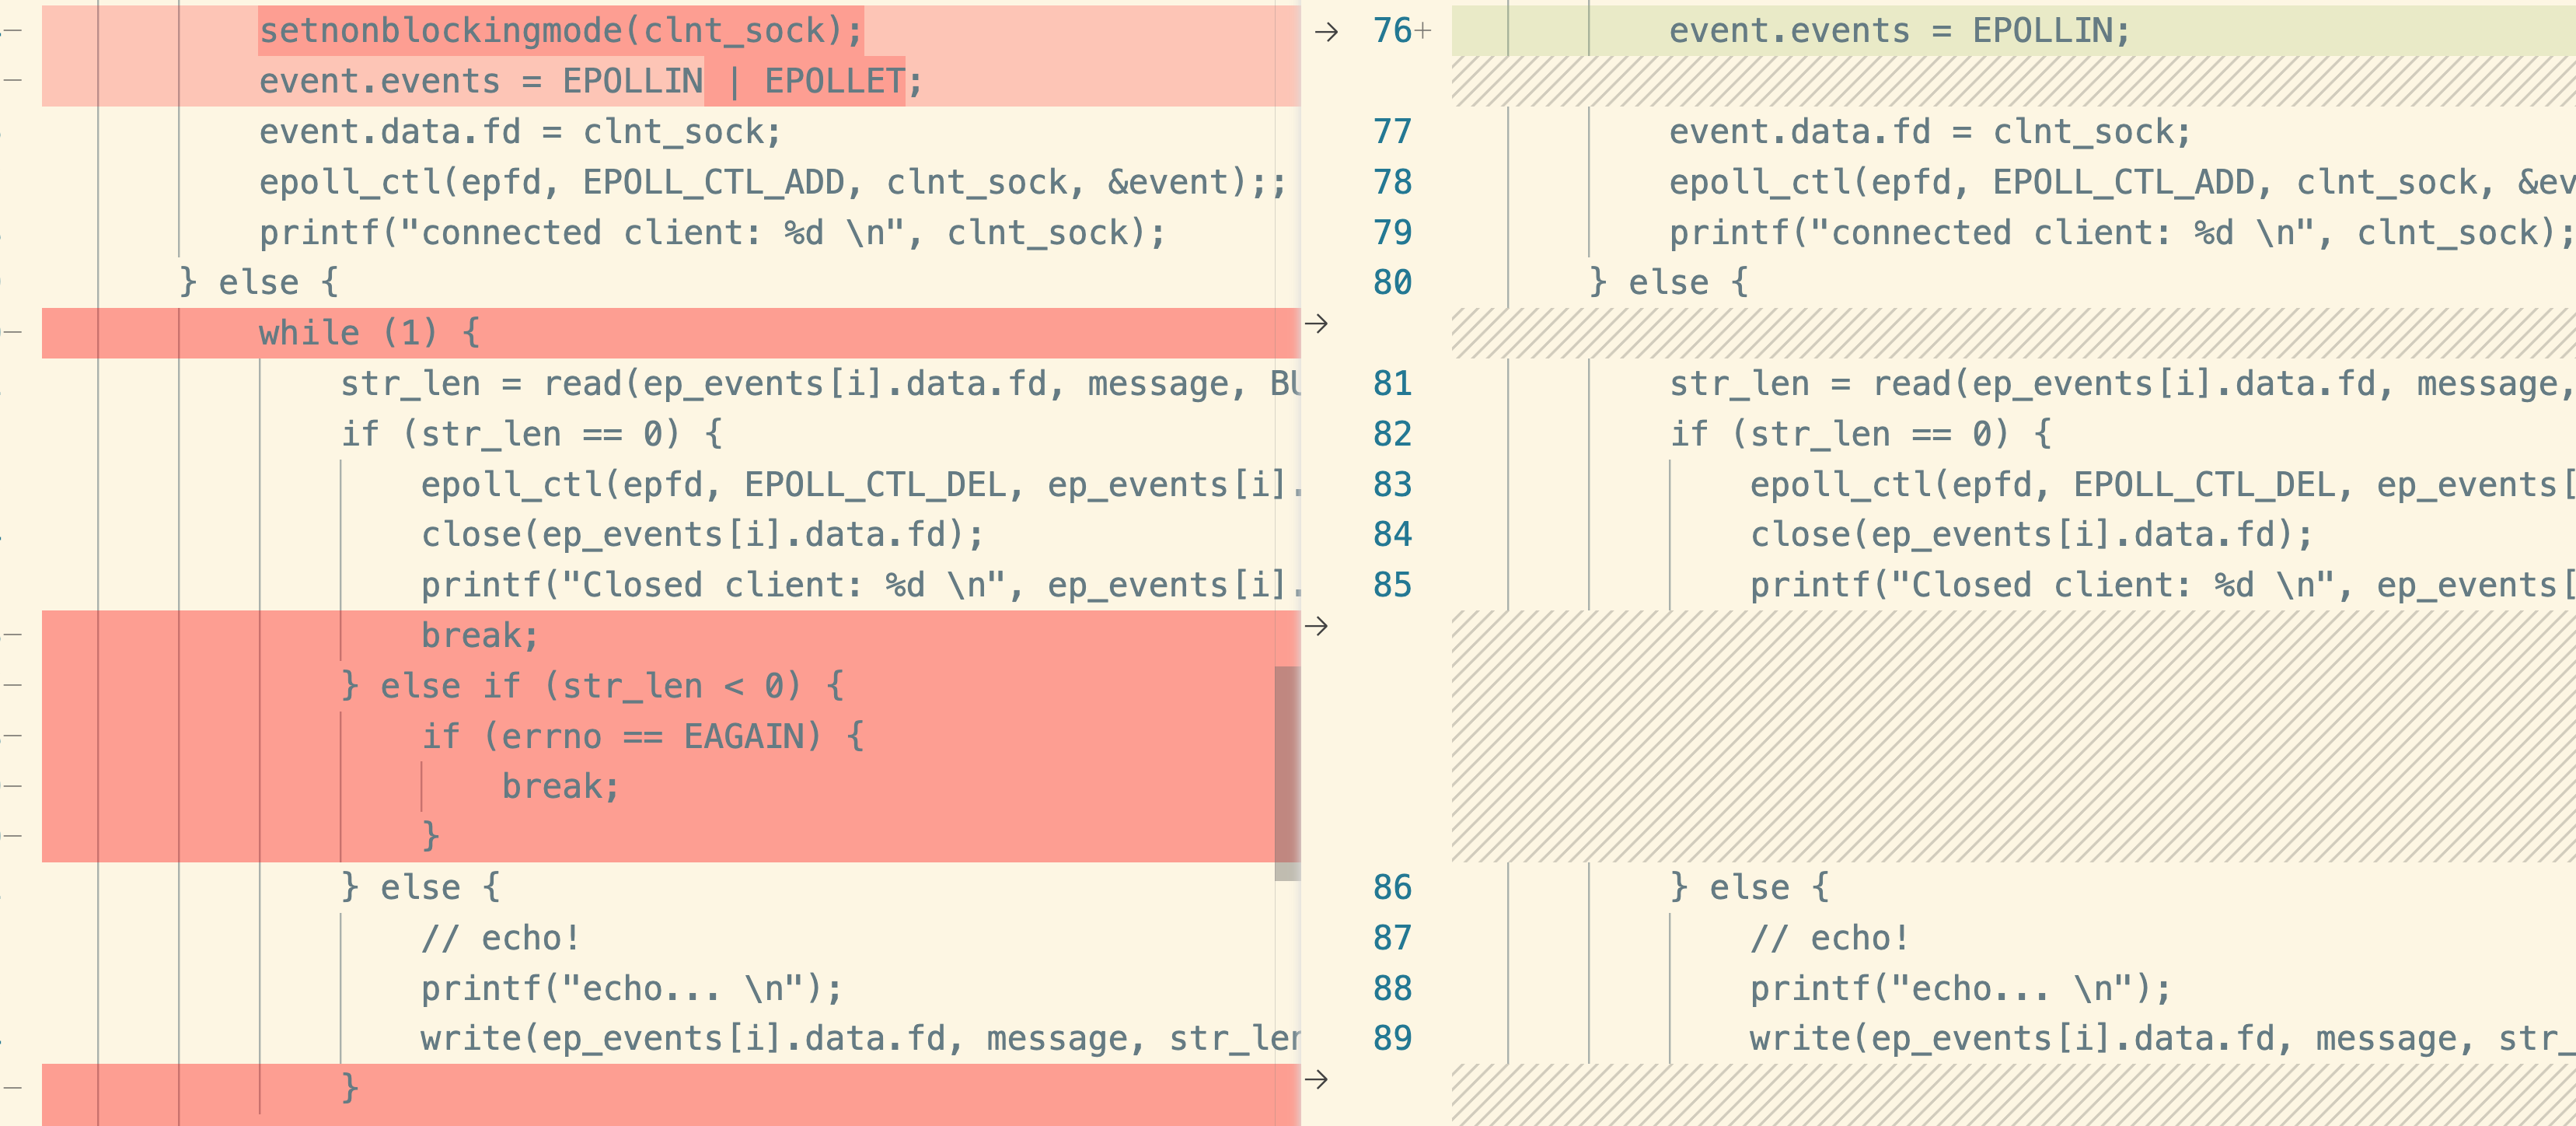 setnonblockingmode(clnt_sock);
event.events = EPOLLIN | EPOLLET;
event.data.fd = clnt_sock;
epoll_ctl(epfd, EPOLL_CTL_ADD, clnt_sock, &event);;
printf("connected client: %d \n", clnt_sock);
} else {
while (1) {
str_len = read(ep_events[i].data.fd, message, BU
if (str_len == 0) {
epoll_ctl(epfd, EPOLL_CTL_DEL, ep_events[i].
close(ep_events[i].data.fd);
printf("Closed client: %d \n", ep_events[i].
break;
} else if (str_len < 0) {
if (errno == EAGAIN) {
break;
}
} else {
// echo!
printf("echo... \n");
write(ep_events[i].data.fd, message, str_len
}
→ 76+ event.events = EPOLLIN;
77 event.data.fd = clnt_sock;
78 epoll_ctl(epfd, EPOLL_CTL_ADD, clnt_sock, &ev
79 printf("connected client: %d \n", clnt_sock);
80 } else {
→
81 str_len = read(ep_events[i].data.fd, message,
82 if (str_len == 0) {
83 epoll_ctl(epfd, EPOLL_CTL_DEL, ep_events[
84 close(ep_events[i].data.fd);
85 printf("Closed client: %d \n", ep_events[
→
86 } else {
87 // echo!
88 printf("echo... \n");
89 write(ep_events[i].data.fd, message, str_
→